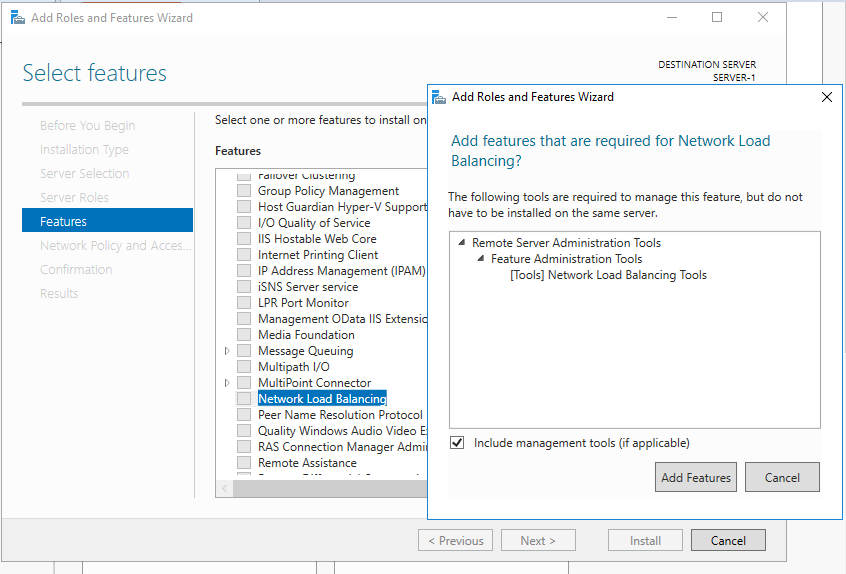 Add Roles and Features Wizard
Select features
DESTINATION SERVER
SERVER-1
Before You Begin
Installation Type
Server Selection
Server Roles
Features
Network Policy and Acces...
Confirmation
Results
Select one or more features to install on
Features
Failover Clustering
Group Policy Management
Host Guardian Hyper-V Support
I/O Quality of Service
IIS Hostable Web Core
Internet Printing Client
IP Address Management (IPAM)
iSNS Server service
LPR Port Monitor
Management OData IIS Extensio
Media Foundation
Message Queuing
Multipath I/O
MultiPoint Connector
Network Load Balancing
Peer Name Resolution Protocol
Quality Windows Audio Video E
RAS Connection Manager Admi
Remote Assistance
< Previous
Next >
Install
Cancel
Add Roles and Features Wizard
Add features that are required for Network Load
Balancing?
The following tools are required to manage this feature, but do not
have to be installed on the same server.
Remote Server Administration Tools
Feature Administration Tools
[Tools] Network Load Balancing Tools
Include management tools (if applicable)
Add Features
Cancel